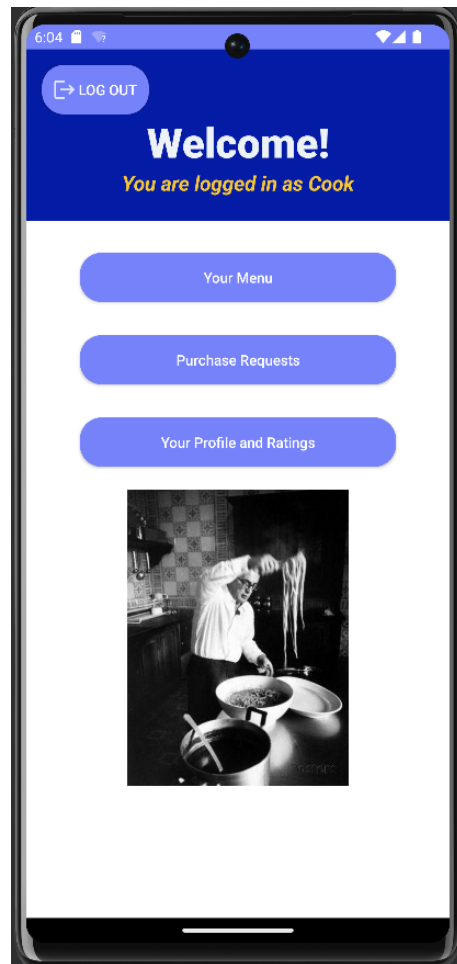 6:04
LOG OUT
Welcome!
You are logged in as Cook
Your Menu
Purchase Requests
Your Profile and Ratings